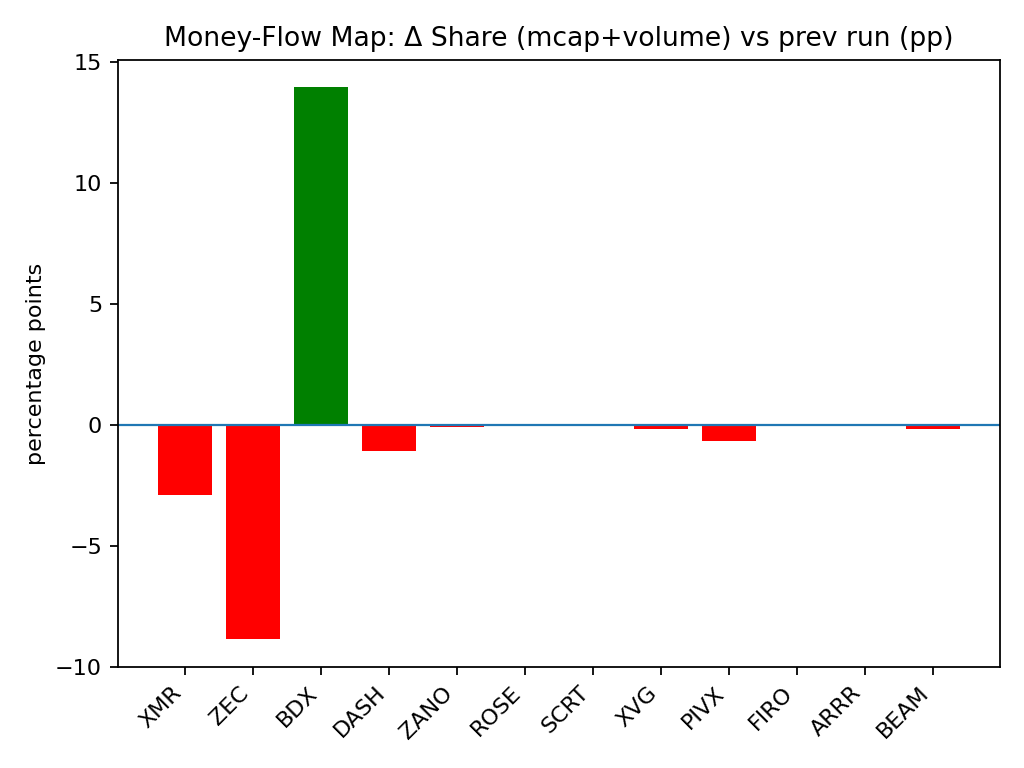 Money-Flow Map: Δ Share (mcap+volume) vs prev run (pp)
percentage points
15
10
5
0
−5
−10
XMR
ZEC
BDX
DASH
ZANO
ROSE
SCRT
XVG
PIVX
FIRO
ARRR
BEAM